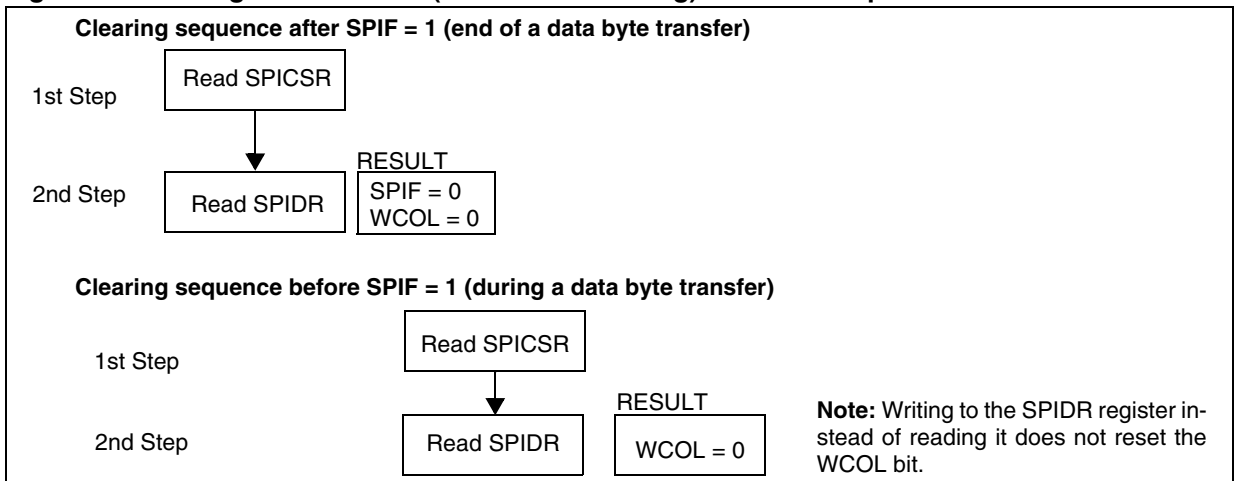 Clearing sequence after SPIF = 1 (end of a data byte transfer)
1st Step
Read SPICSR
2nd Step
Read SPIDR
RESULT
SPIF = 0
WCOL = 0
Clearing sequence before SPIF = 1 (during a data byte transfer)
1st Step
Read SPICSR
2nd Step
Read SPIDR
RESULT
WCOL = 0
Note: Writing to the SPIDR register in-
stead of reading it does not reset the
WCOL bit.